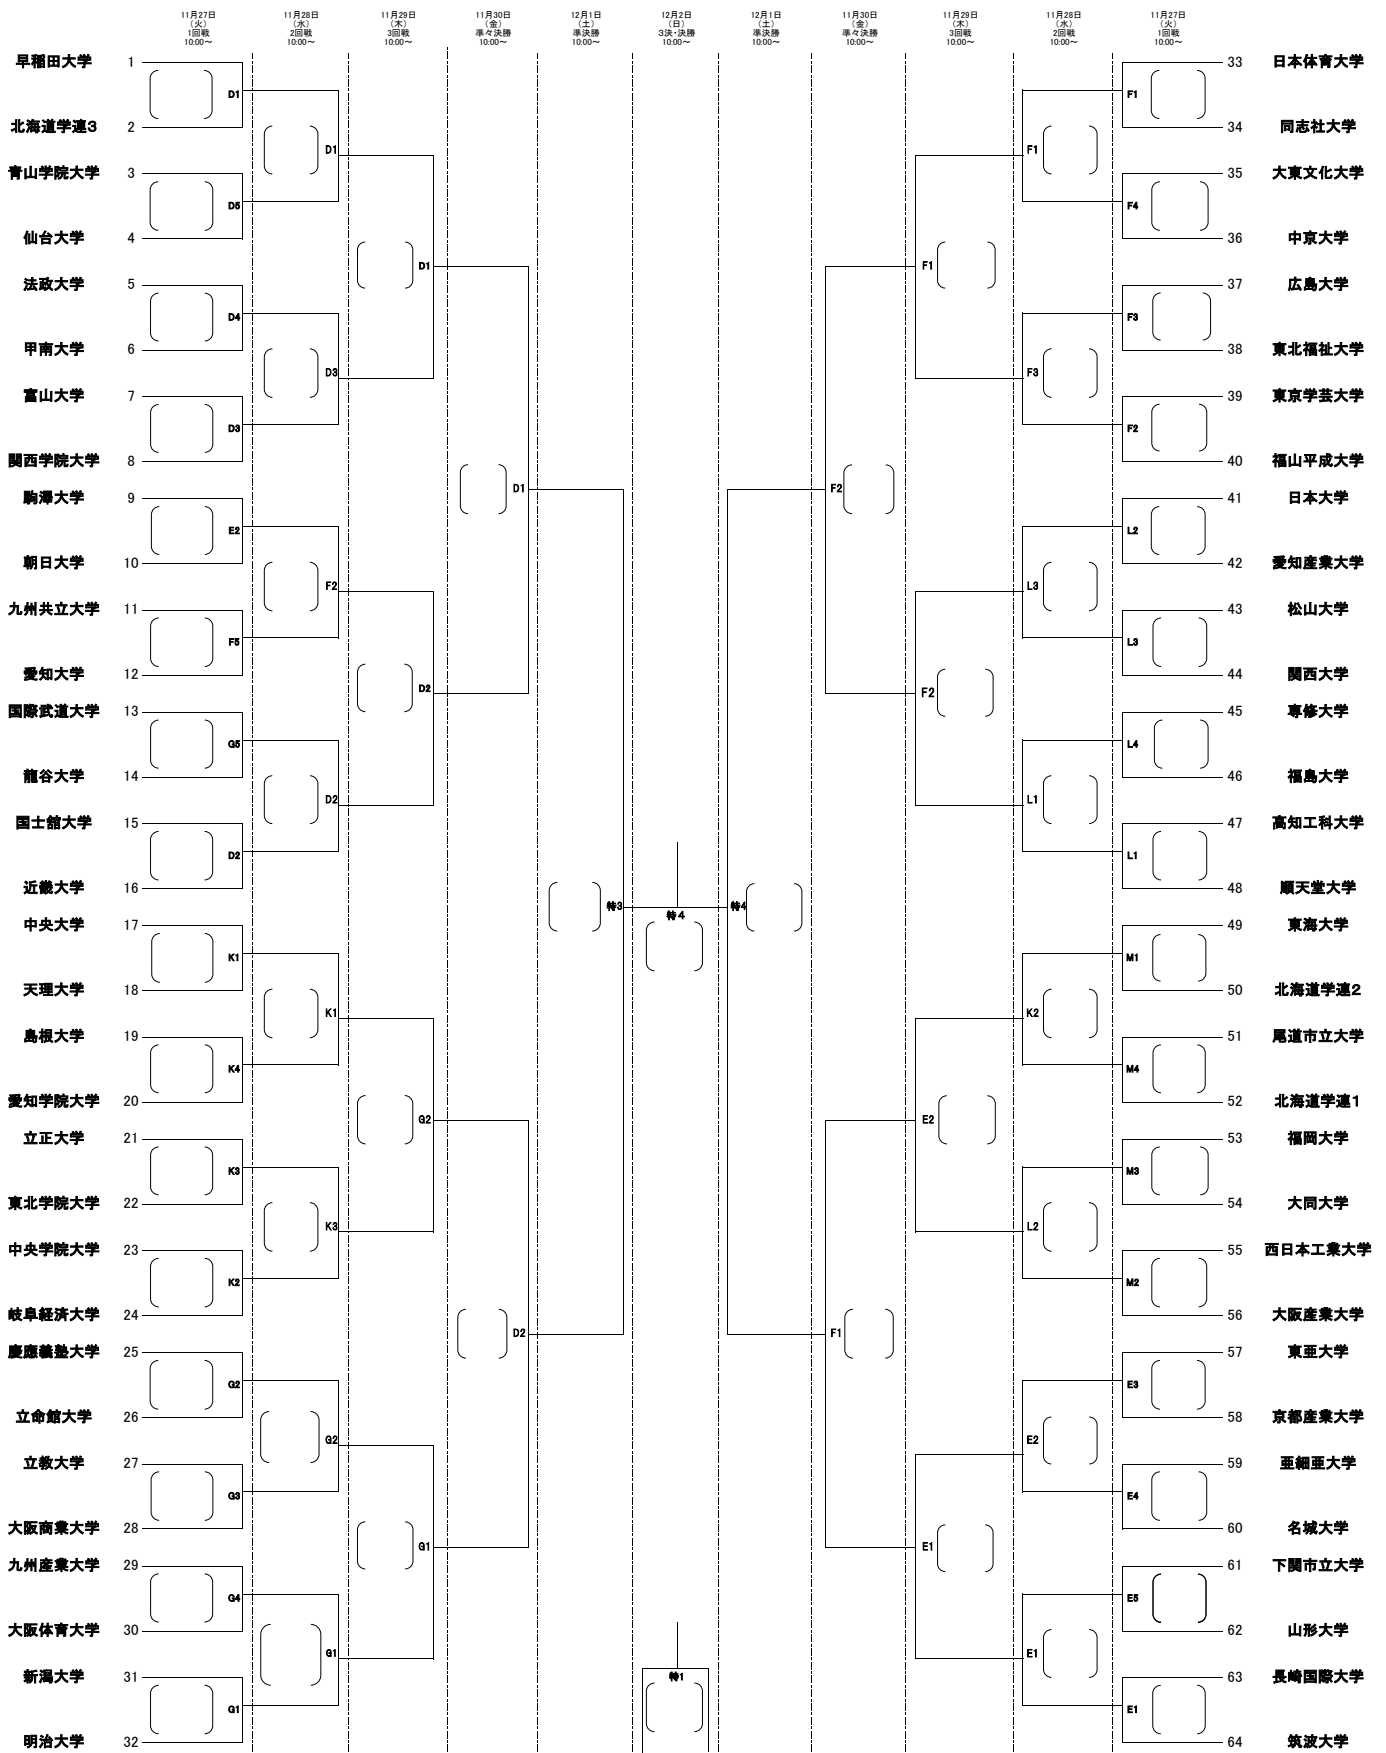 11月27日 11月28日 11月29日 11月30日 12月1日 12月2日 12月1日 11月30日 11月29日 11月28日 11月27日
（火） （水） （木） （金） （土） （日） （土） （金） （木） （水） （火）
1回戦 2回戦 3回戦 準々決勝 準決勝 3決・決勝 準決勝 準々決勝 3回戦 2回戦 1回戦
10:00～ 10:00～ 10:00～ 10:00～ 10:00～ 10:00～ 10:00～ 10:00～ 10:00～ 10:00～ 10:00～
早稲田大学 1 33 日本体育大学
D1 F1
北海道学連3 2 34 同志社大学
D1 F1
青山学院大学 3 35 大東文化大学
D5 F4
仙台大学 4 36 中京大学
D1 F1
法政大学 5 37 広島大学
D4 F3
甲南大学 6 38 東北福祉大学
D3 F3
富山大学 7 39 東京学芸大学
D3 F2
関西学院大学 8 40 福山平成大学
D1 F2
駒澤大学 9 41 日本大学
E2 L2
朝日大学 10 42 愛知産業大学
F2 L3
九州共立大学 11 43 松山大学
F5 L3
愛知大学 12 44 関西大学
D2 F2
国際武道大学 13 45 専修大学
G5 L4
龍谷大学 14 46 福島大学
D2 L1
国士舘大学 15 47 高知工科大学
D2 L1
近畿大学 16 48 順天堂大学
特3 特4 特4
中央大学 17 49 東海大学
K1 M1
天理大学 18 50 北海道学連2
K1 K2
島根大学 19 51 尾道市立大学
K4 M4
愛知学院大学 20 52 北海道学連1
G2 E2
立正大学 21 53 福岡大学
K3 M3
東北学院大学 22 54 大同大学
K3 L2
中央学院大学 23 55 西日本工業大学
K2 M2
岐阜経済大学 24 56 大阪産業大学
D2 F1
慶應義塾大学 25 57 東亜大学
G2 E3
立命館大学 26 58 京都産業大学
G2 E2
立教大学 27 59 亜細亜大学
G3 E4
大阪商業大学 28 60 名城大学
G1 E1
九州産業大学 29 61 下関市立大学
G4 E5
大阪体育大学 30 62 山形大学
G1 E1
新潟大学 31 特1 63 長崎国際大学
G1 E1
明治大学 32 64 筑波大学